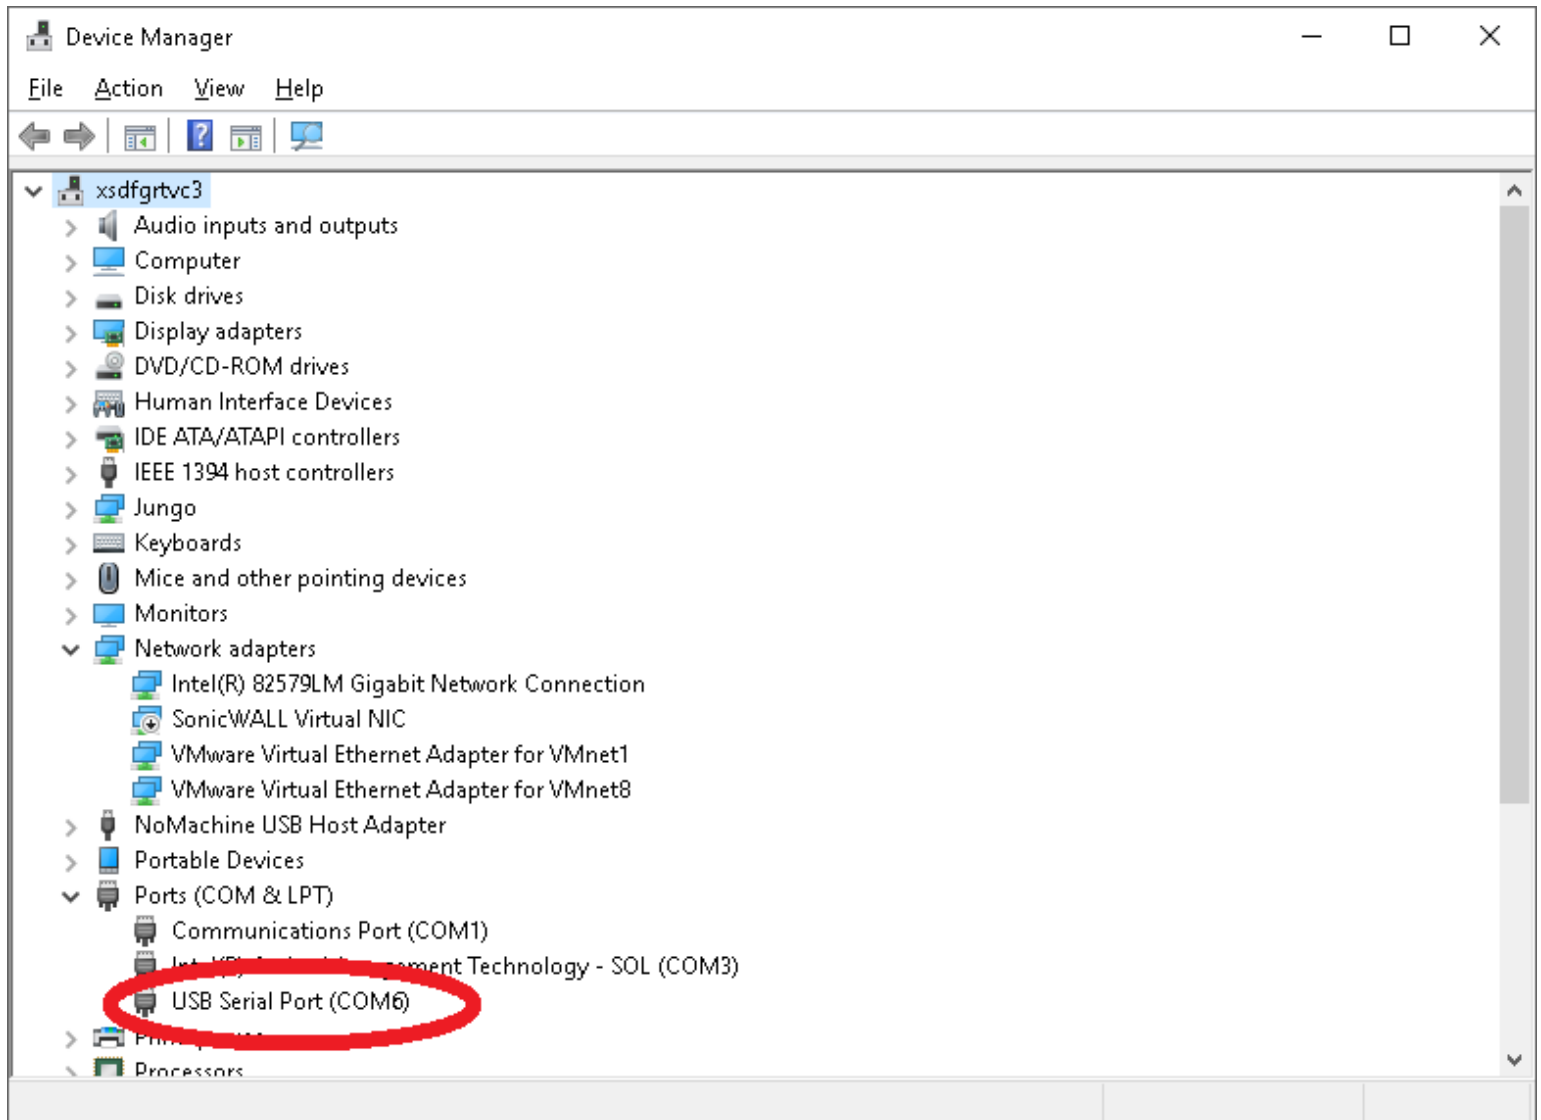 Device Manager
File Action View Help
xsdfgrtvc3
Audio inputs and outputs
Computer
Disk drives
Display adapters
DVD/CD-ROM drives
Human Interface Devices
IDE ATA/ATAPI controllers
IEEE 1394 host controllers
Jungo
Keyboards
Mice and other pointing devices
Monitors
Network adapters
Intel(R) 82579LM Gigabit Network Connection
SonicWALL Virtual NIC
VMware Virtual Ethernet Adapter for VMnet1
VMware Virtual Ethernet Adapter for VMnet8
NoMachine USB Host Adapter
Portable Devices
Ports (COM & LPT)
Communications Port (COM1)
Technology - SOL (COM3)
USB Serial Port (COM6)
Processors